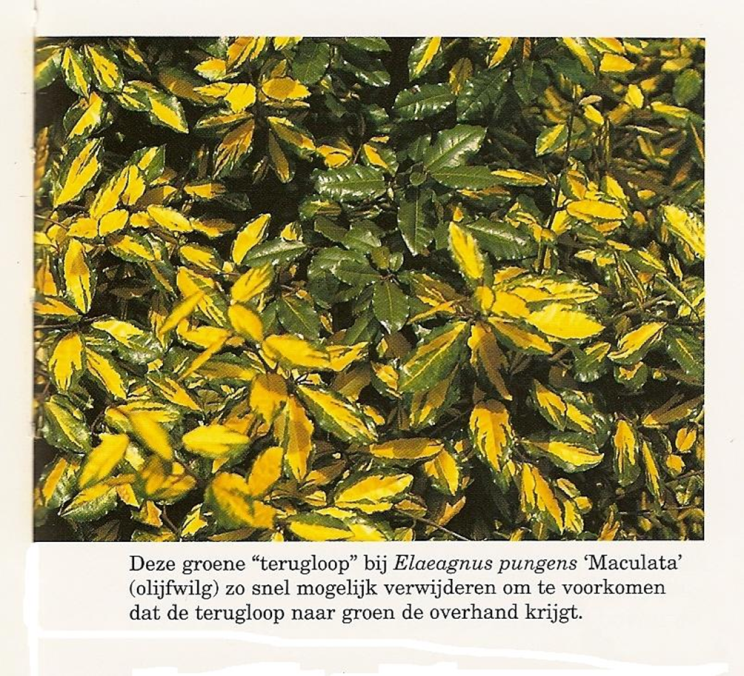 Deze groene “terugloop” bij Elaeagnus pungens ‘Maculata’
(olijfwilg) zo snel mogelijk verwijderen om te voorkomen
dat de terugloop naar groen de overhand krijgt.